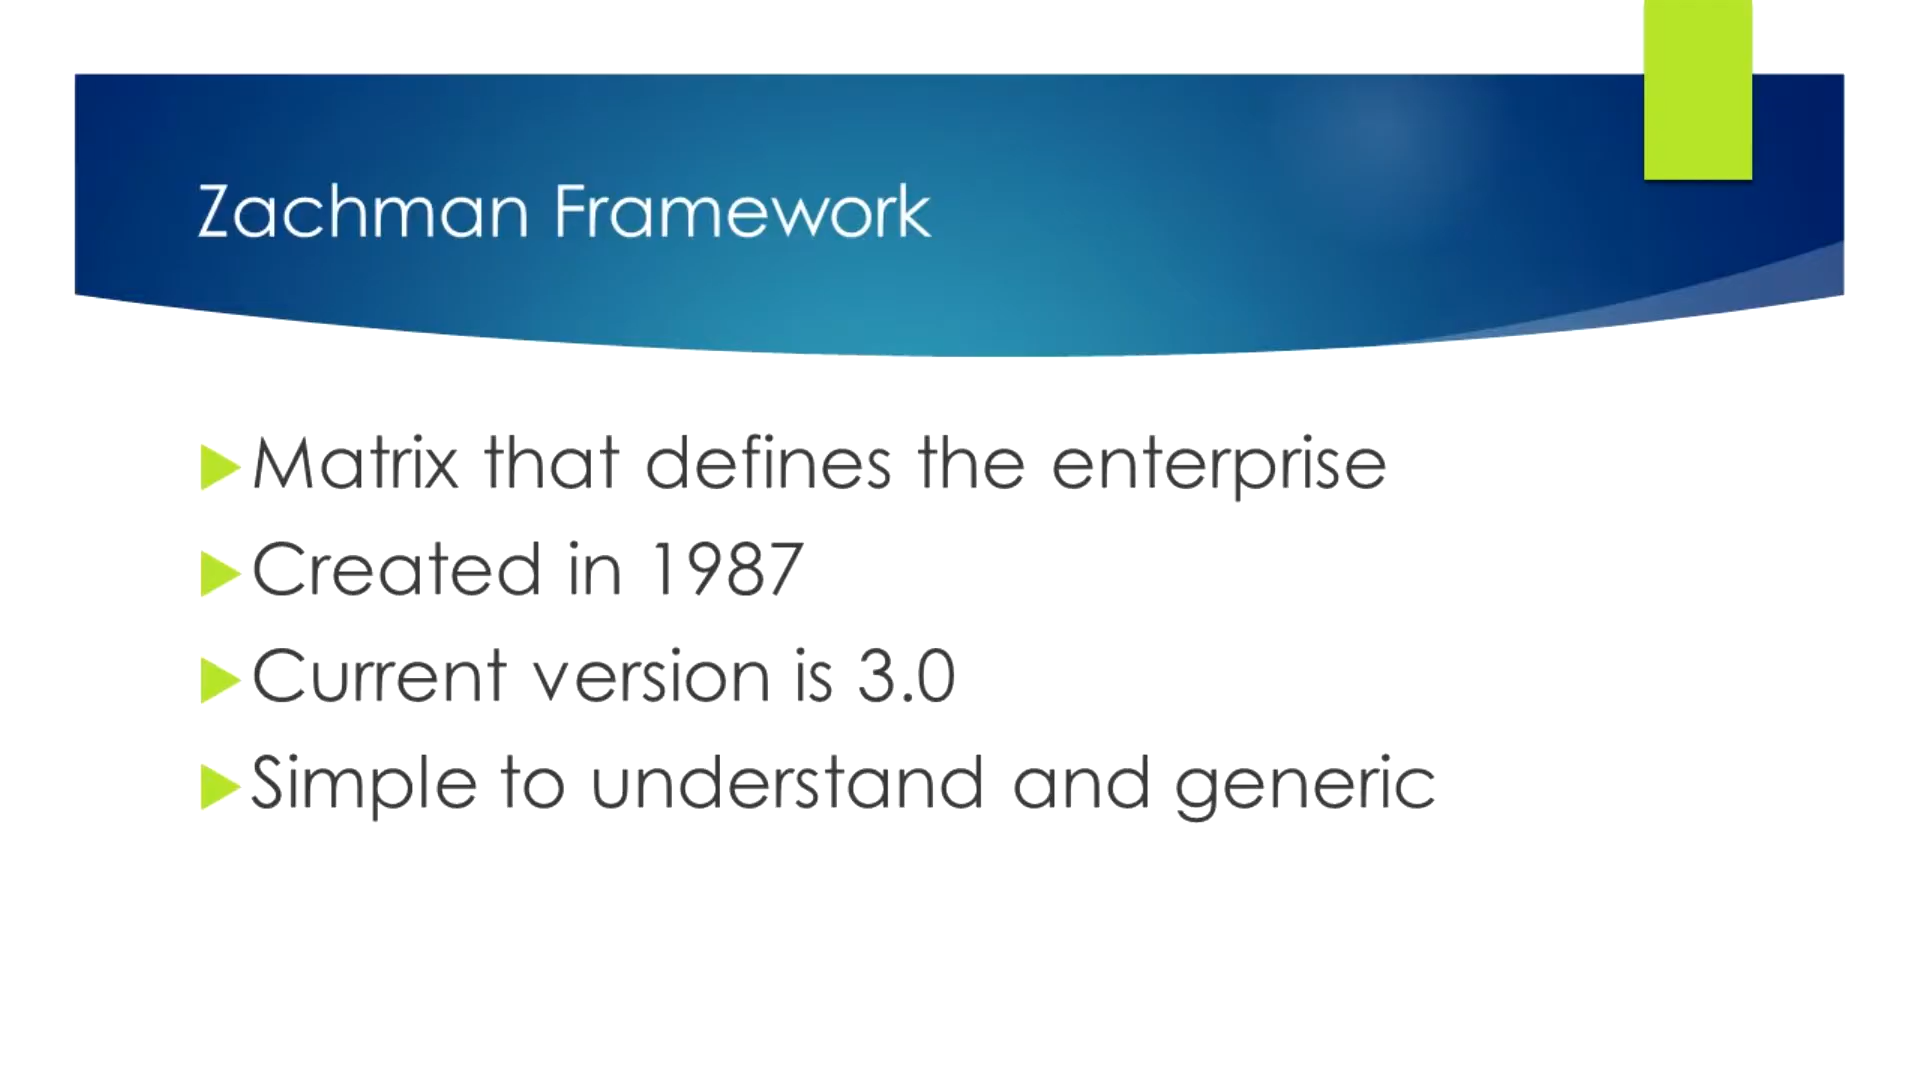 Zachman Framework
Matrix that defines the enterprise
Created in 1987
Current version is 3.0
Simple to understand and generic